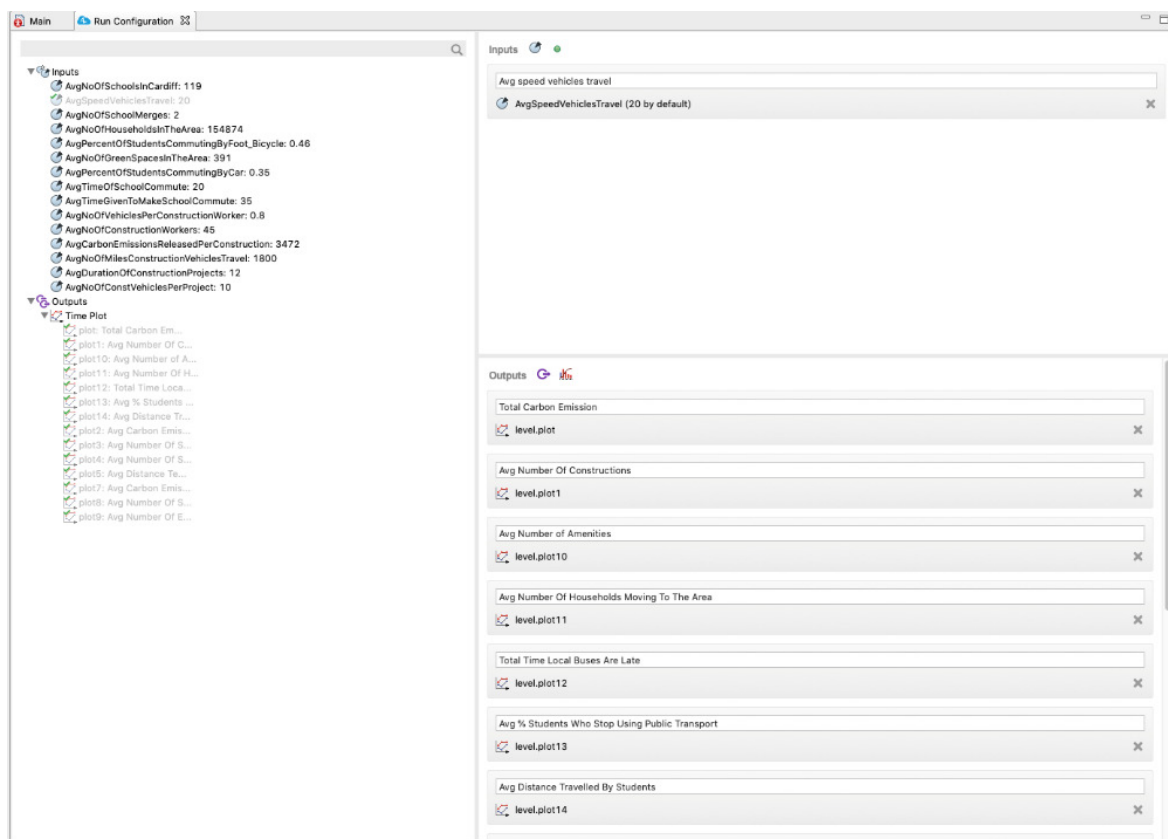 Main
Run Configuration
Inputs
AvgNoOfSchoolsInCardiff: 119
AvgSpeedVehiclesTravel: 20
AvgNoOfSchoolMerges: 2
AvgNoOfHouseholdsInTheArea: 154874
AvgPercentOfStudentsCommutingByFoot_Bicycle: 0.46
AvgNoOfGreenSpacesInTheArea: 391
AvgPercentOfStudentsCommutingByCar: 0.35
AvgTimeOfSchoolCommute: 20
AvgTimeGivenToMakeSchoolCommute: 35
AvgNoOfVehiclesPerConstructionWorker: 0.8
AvgNoOfConstructionWorkers: 45
AvgCarbonEmissionsReleasedPerConstruction: 3472
AvgNoOfMilesConstructionVehiclesTravel: 1800
AvgDurationOfConstructionProjects: 12
AvgNoOfConstVehiclesPerProject: 10
Outputs
Time Plot
plot: Total Carbon Em...
plot1: Avg Number Of C...
plot10: Avg Number of A...
plot11: Avg Number Of H...
plot12: Total Time Loca...
plot13: Avg % Students ...
plot14: Avg Distance Tr...
plot2: Avg Carbon Emis...
plot3: Avg Number Of S...
plot4: Avg Number Of S...
plot5: Avg Distance Te...
plot7: Avg Carbon Emis...
plot8: Avg Number Of S...
plot9: Avg Number Of E...
Inputs
Avg speed vehicles travel
AvgSpeedVehiclesTravel (20 by default)
Outputs
Total Carbon Emission
level.plot
Avg Number Of Constructions
level.plot1
Avg Number of Amenities
level.plot10
Avg Number Of Households Moving To The Area
level.plot11
Total Time Local Buses Are Late
level.plot12
Avg % Students Who Stop Using Public Transport
level.plot13
Avg Distance Travelled By Students
level.plot14